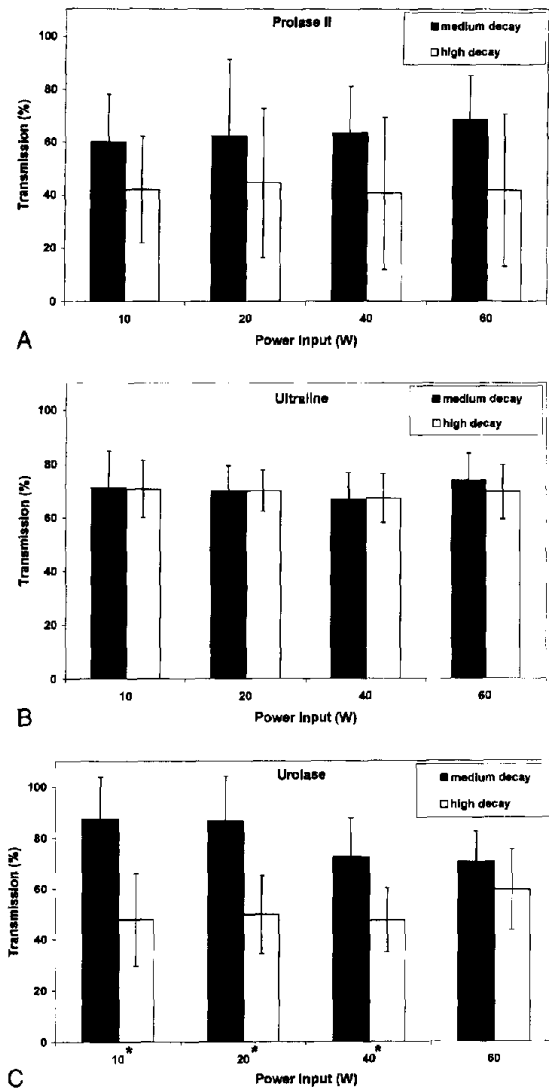 Prolase II
medium decay
high decay
100
80
60
40
20
0
Transmission (%)
10 20 40 60
Power Input (W)
A
Ultraline
medium decay
high decay
100
80
60
40
20
0
Transmission (%)
10 20 40 60
Power Input (W)
B
Urolase
medium decay
high decay
100
80
60
40
20
0
Transmission (%)
10* 20* 40* 60
Power Input (W)
C